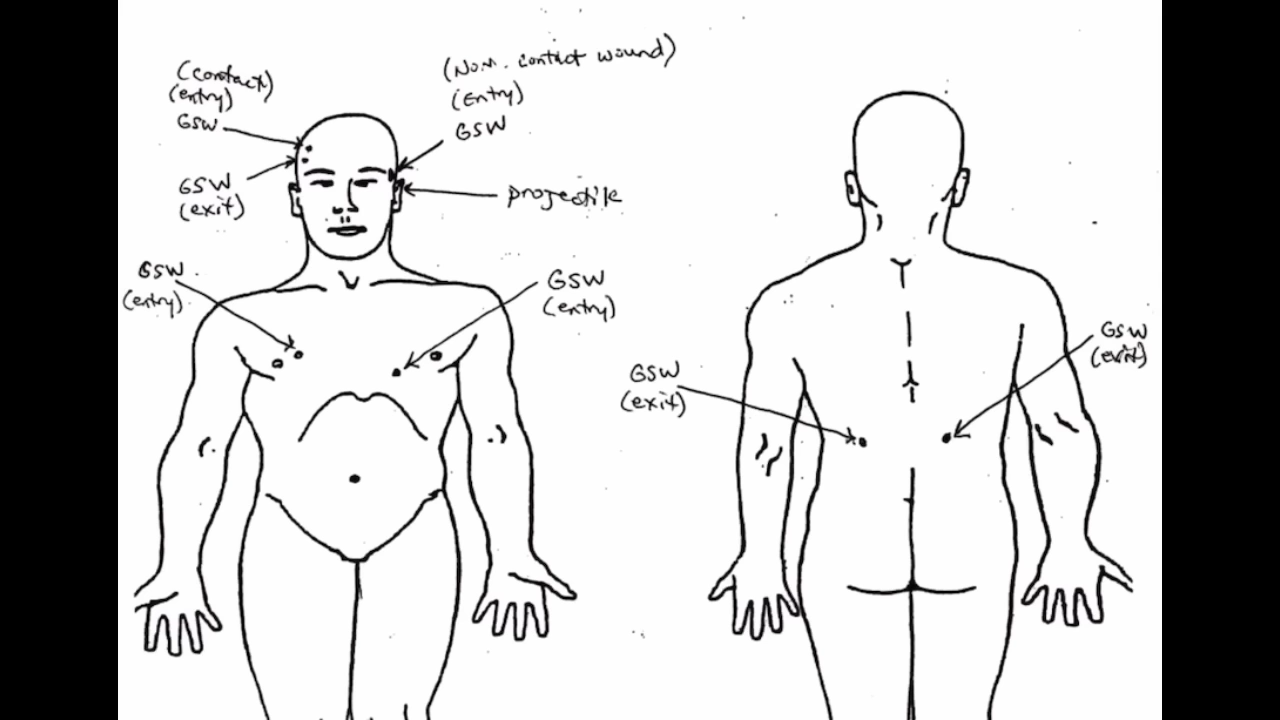 (contact)
(entry)
GSW
(Non. contact wound)
(Entry)
GSW
GSW
(exit)
projectile
GSW.
(entry)
GSW
(entry)
GSW
(exit)
GSW
(exit)